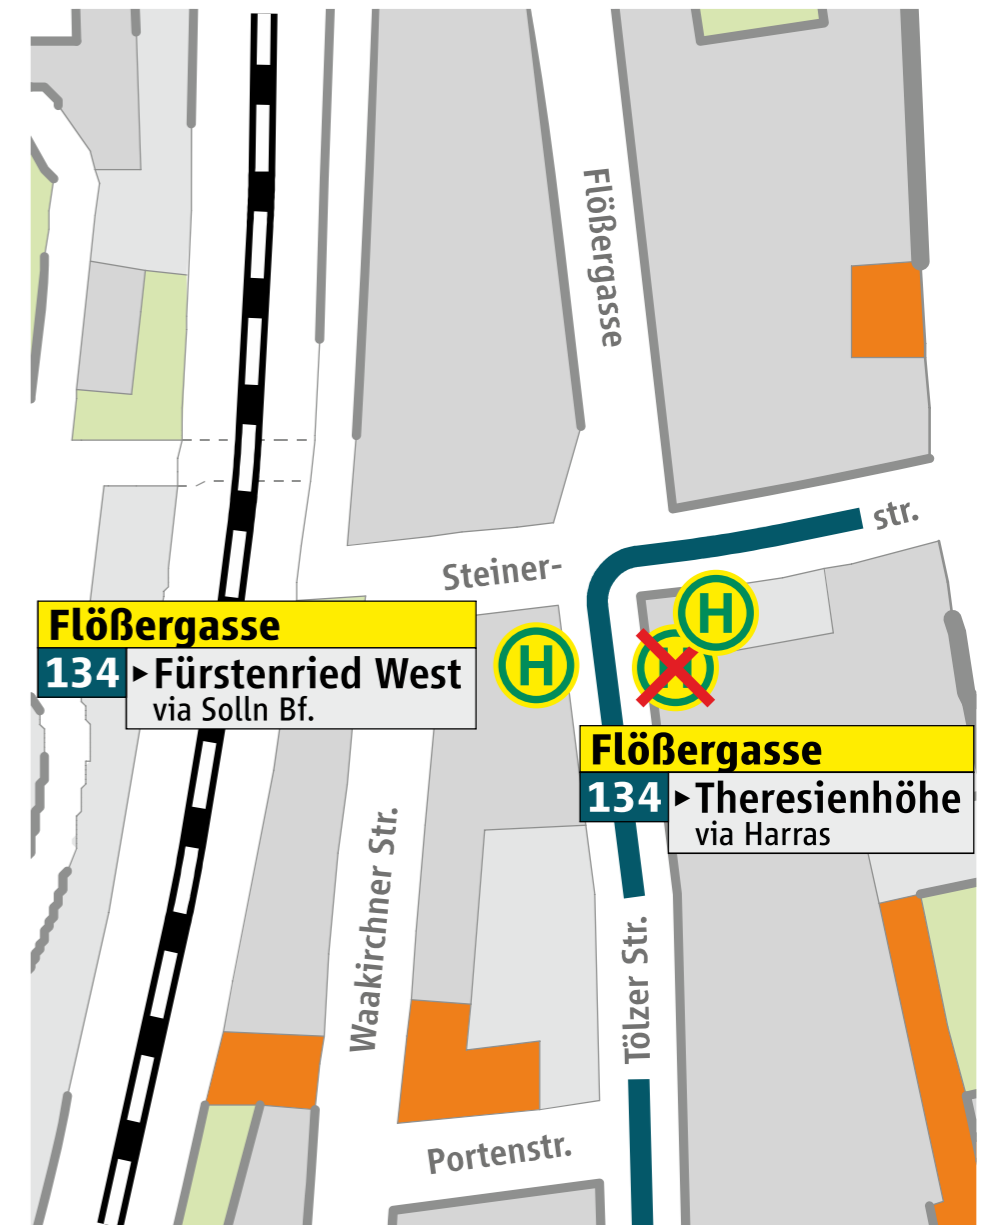 Flößergasse
str.
Steiner-
Flößergasse
134 ▸ Fürstenried West
via Solln Bf.
H
H
H
Flößergasse
134 ▸ Theresienhöhe
via Harras
Waakirchner Str.
Tölzer Str.
Portenstr.